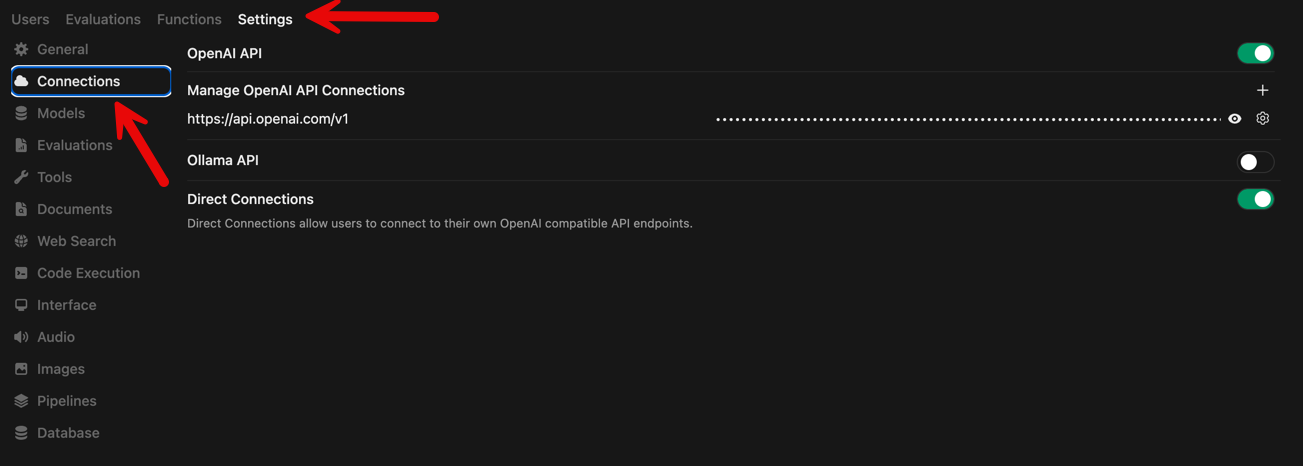 Users Evaluations Functions Settings
General
Connections
Models
Evaluations
Tools
Documents
Web Search
Code Execution
Interface
Audio
Images
Pipelines
Database
OpenAI API
Manage OpenAI API Connections
https://api.openai.com/v1
Ollama API
Direct Connections
Direct Connections allow users to connect to their own OpenAI compatible API endpoints.